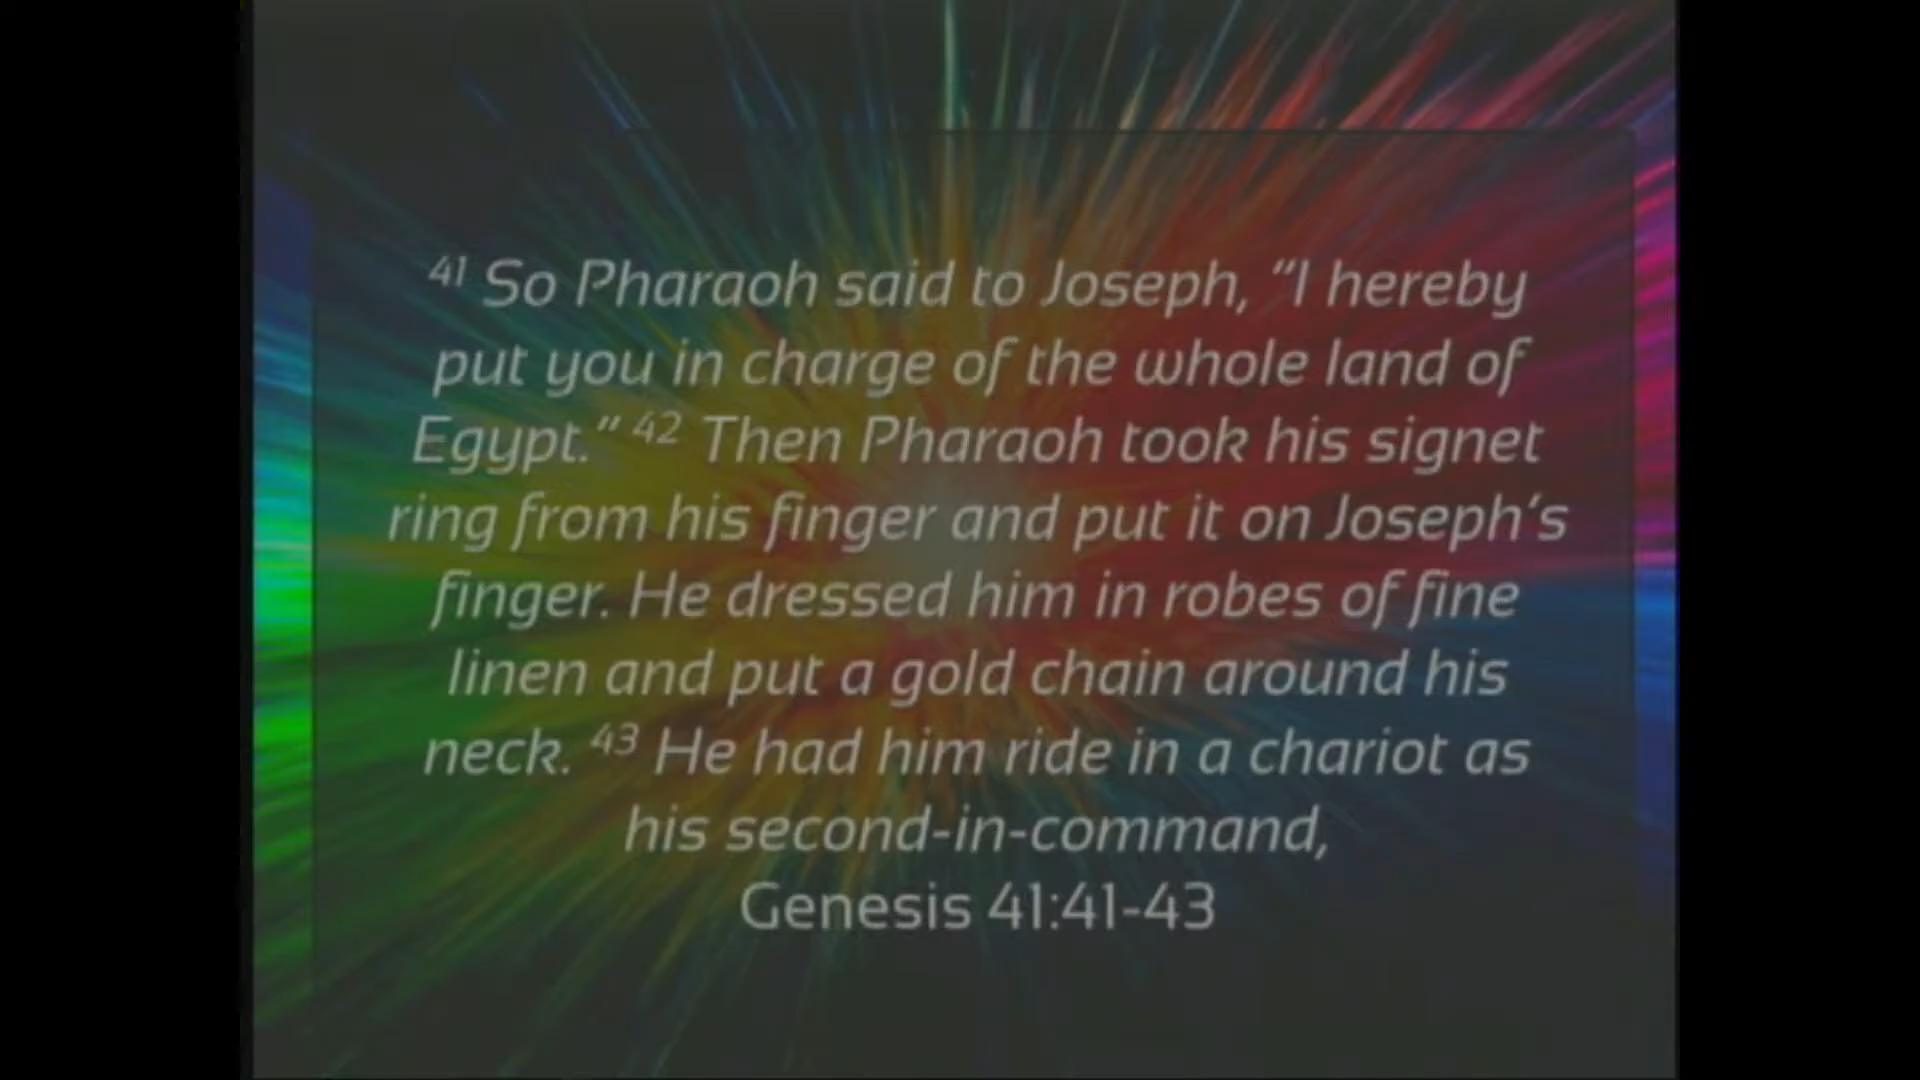 41 So Pharaoh said to Joseph, “I hereby
put you in charge of the whole land of
Egypt.” 42 Then Pharaoh took his signet
ring from his finger and put it on Joseph’s
finger. He dressed him in robes of fine
linen and put a gold chain around his
neck. 43 He had him ride in a chariot as
his second-in-command,
Genesis 41:41-43